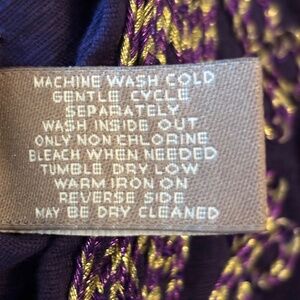 MACHINE WASH COLD
GENTLE CYCLE
SEPARATELY
WASH INSIDE OUT
ONLY NON CHLORINE
BLEACH WHEN NEEDED
TUMBLE DRY LOW
WARM IRON ON
REVERSE SIDE
MAY BE DRY CLEANED